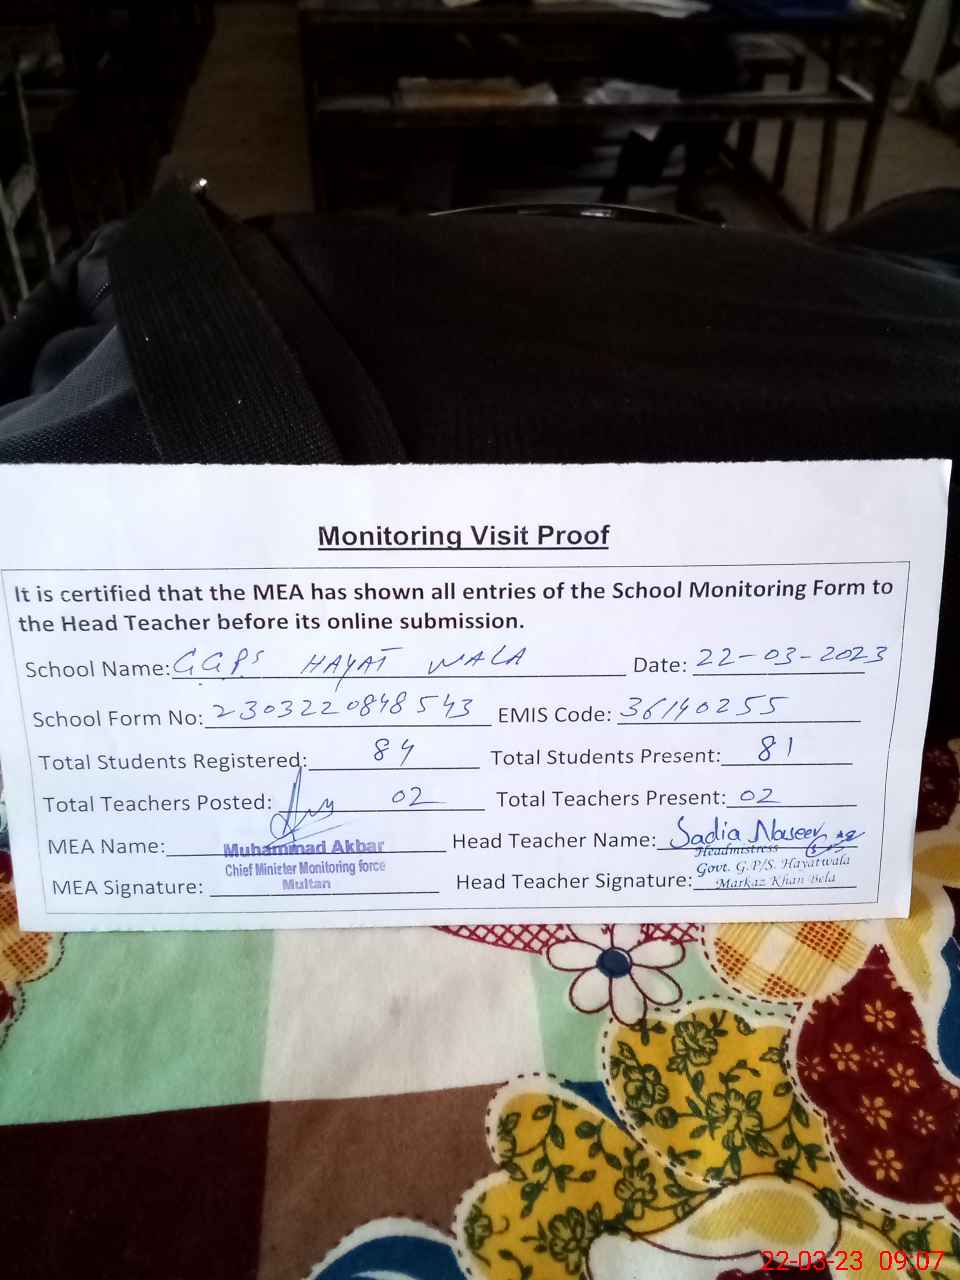 Monitoring Visit Proof
It is certified that the MEA has shown all entries of the School Monitoring Form to
the Head Teacher before its online submission.
School Name: GGPS HAYAT WALA Date: 22-03-2023
School Form No: 2303220848543 EMIS Code: 36140255
Total Students Registered: 84 Total Students Present: 81
Total Teachers Posted: 02 Total Teachers Present: 02
MEA Name: Muhammad Akbar Head Teacher Name: Sadia Naseer
Chief Minister Monitoring force
Multan
MEA Signature: Head Teacher Signature:
Headmistress
Govt. G.P/S. Hayatwala
Markaz Khan Bela
22-03-23 09:07